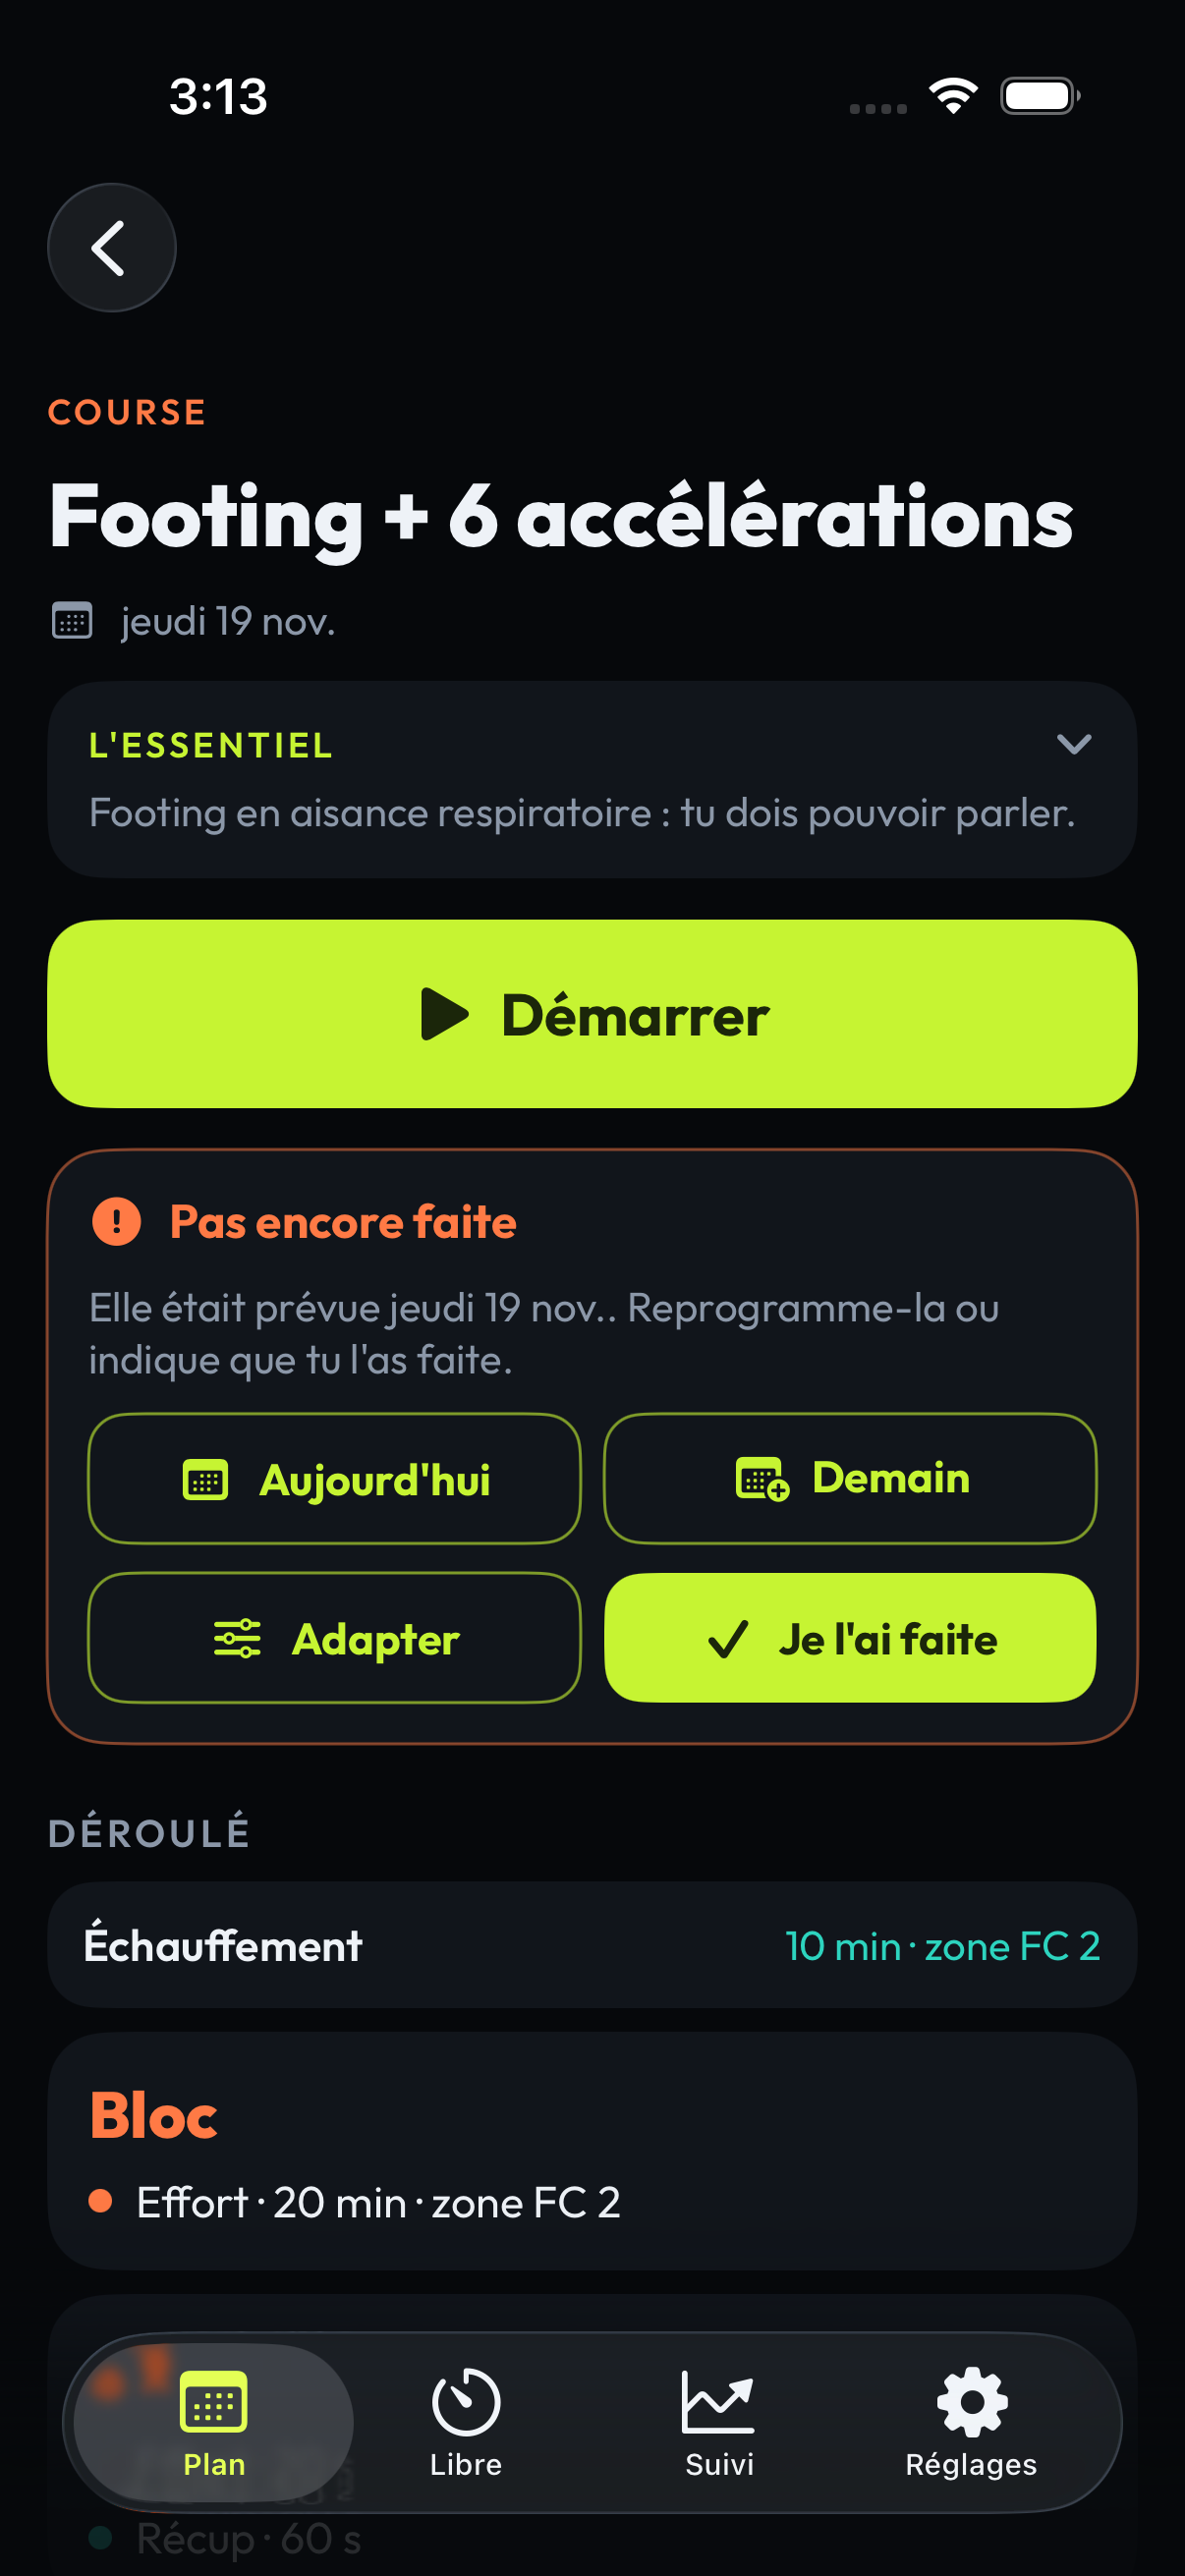 3:13
COURSE
Footing + 6 accélérations
jeudi 19 nov.
L'ESSENTIEL
Footing en aisance respiratoire : tu dois pouvoir parler.
Démarrer
Pas encore faite
Elle était prévue jeudi 19 nov.. Reprogramme-la ou
indique que tu l'as faite.
Aujourd'hui
Demain
Adapter
Je l'ai faite
DÉROULÉ
Échauffement
10 min · zone FC 2
Bloc
Effort · 20 min · zone FC 2
Plan
Libre
Suivi
Réglages
Récup · 60 s